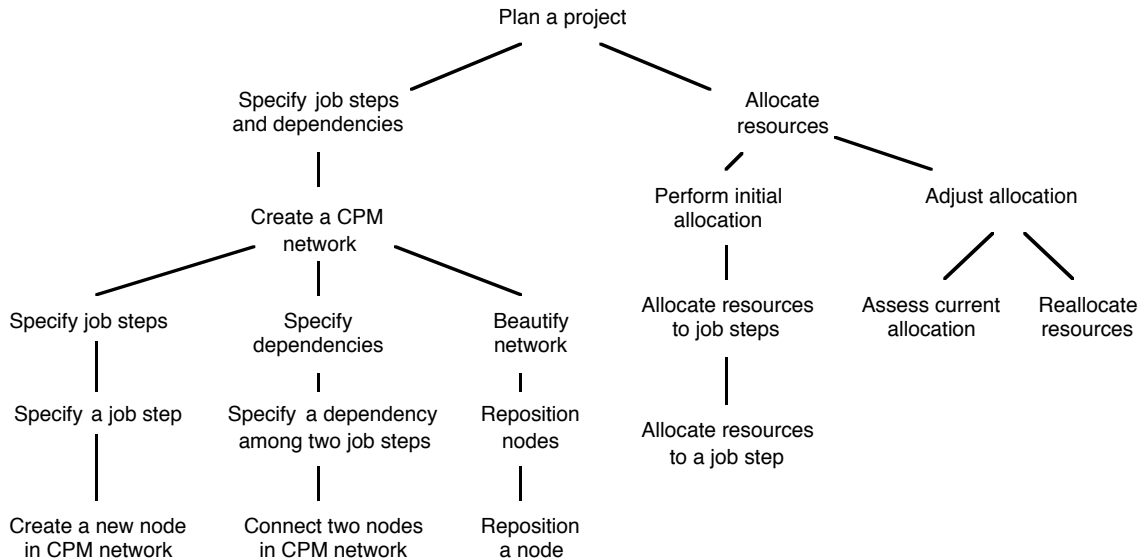 Plan a project
Specify job steps
and dependencies
Allocate
resources
Create a CPM
network
Perform initial
allocation
Adjust allocation
Specify job steps
Specify
dependencies
Beautify
network
Allocate resources
to job steps
Assess current
allocation
Reallocate
resources
Specify a job step
Specify a dependency
among two job steps
Reposition
nodes
Allocate resources
to a job step
Create a new node
in CPM network
Connect two nodes
in CPM network
Reposition
a node